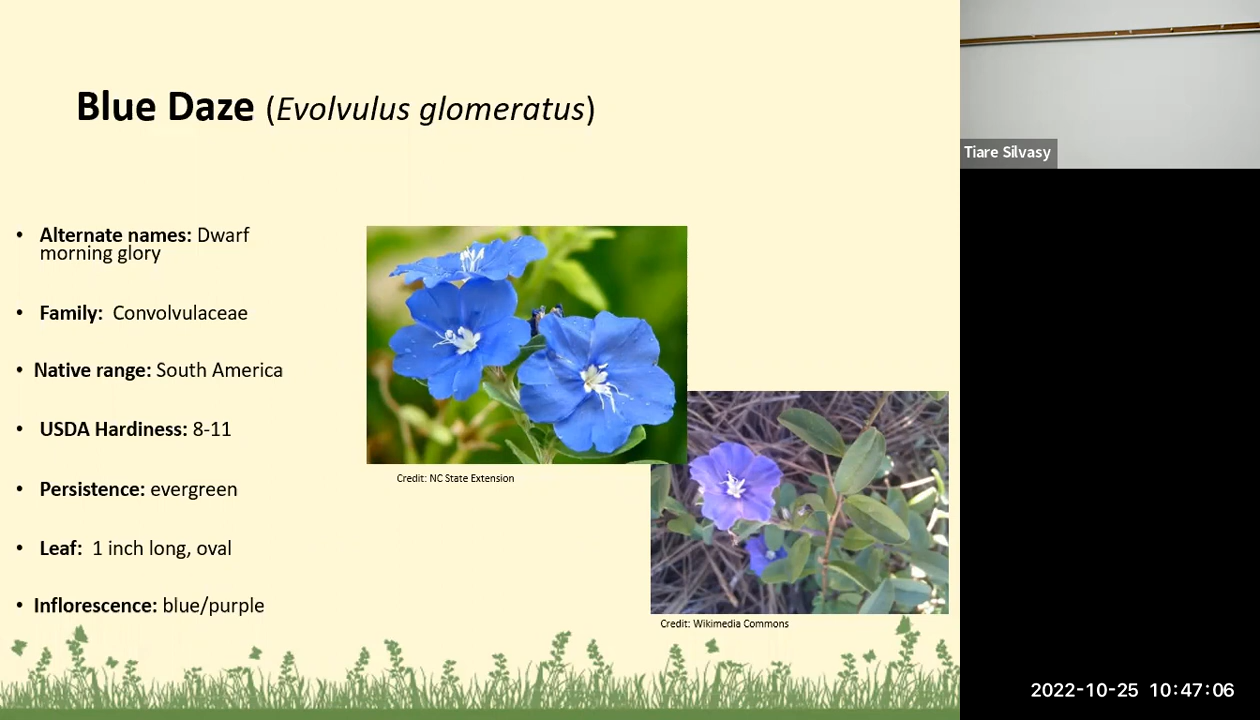 Blue Daze (Evolvulus glomeratus)
• Alternate names: Dwarf
morning glory
• Family: Convolvulaceae
• Native range: South America
• USDA Hardiness: 8-11
• Persistence: evergreen
• Leaf: 1 inch long, oval
• Inflorescence: blue/purple
Credit: NC State Extension
Credit: Wikimedia Commons
Tiare Silvasy
2022-10-25 10:47:06